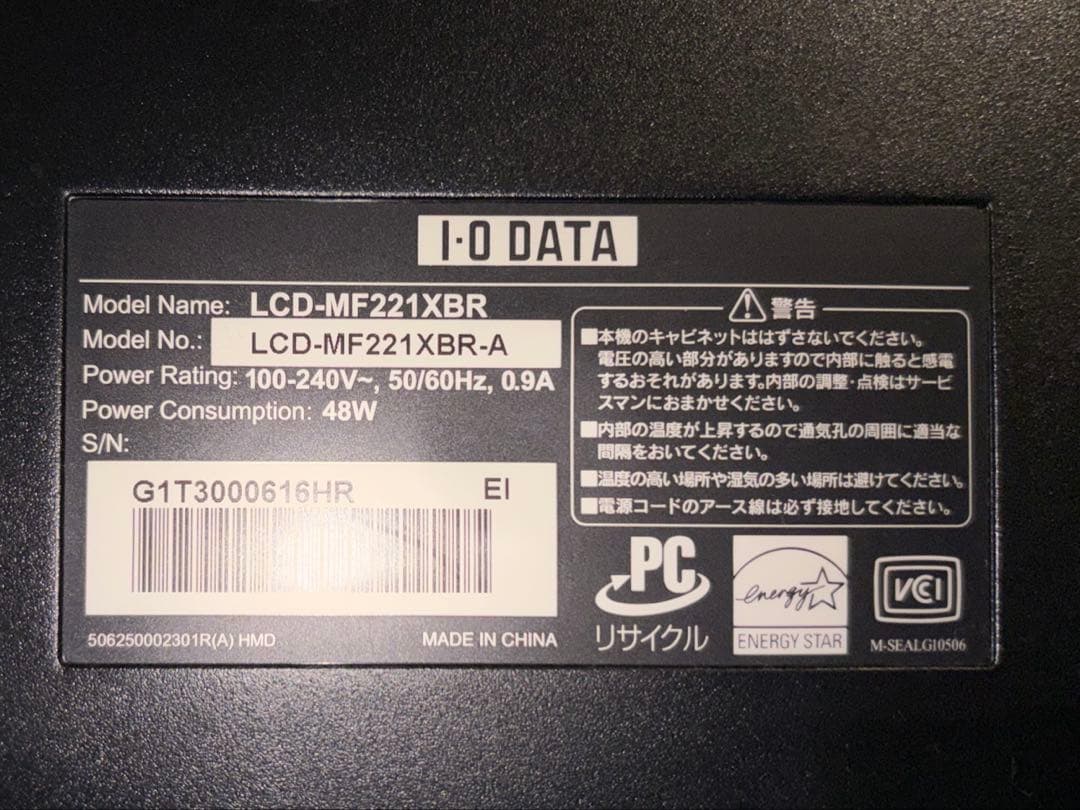 I·O DATA
Model Name: LCD-MF221XBR
Model No.: LCD-MF221XBR-A
Power Rating: 100-240V~, 50/60Hz, 0.9A
Power Consumption: 48W
S/N:
G1T3000616HR EI
506250002301R(A) HMD MADE IN CHINA
警告
■本機のキャビネットははずさないでください。
電圧の高い部分がありますので内部に触ると感電
するおそれがあります。内部の調整・点検はサービ
スマンにおまかせください。
■内部の温度が上昇するので通気孔の周囲に適当な
間隔をおいてください。
■温度の高い場所や湿気の多い場所は避けてください。
■電源コードのアース線は必ず接地してください。
PC
リサイクル
energy
ENERGY STAR
VCI
M-SEALGI0506